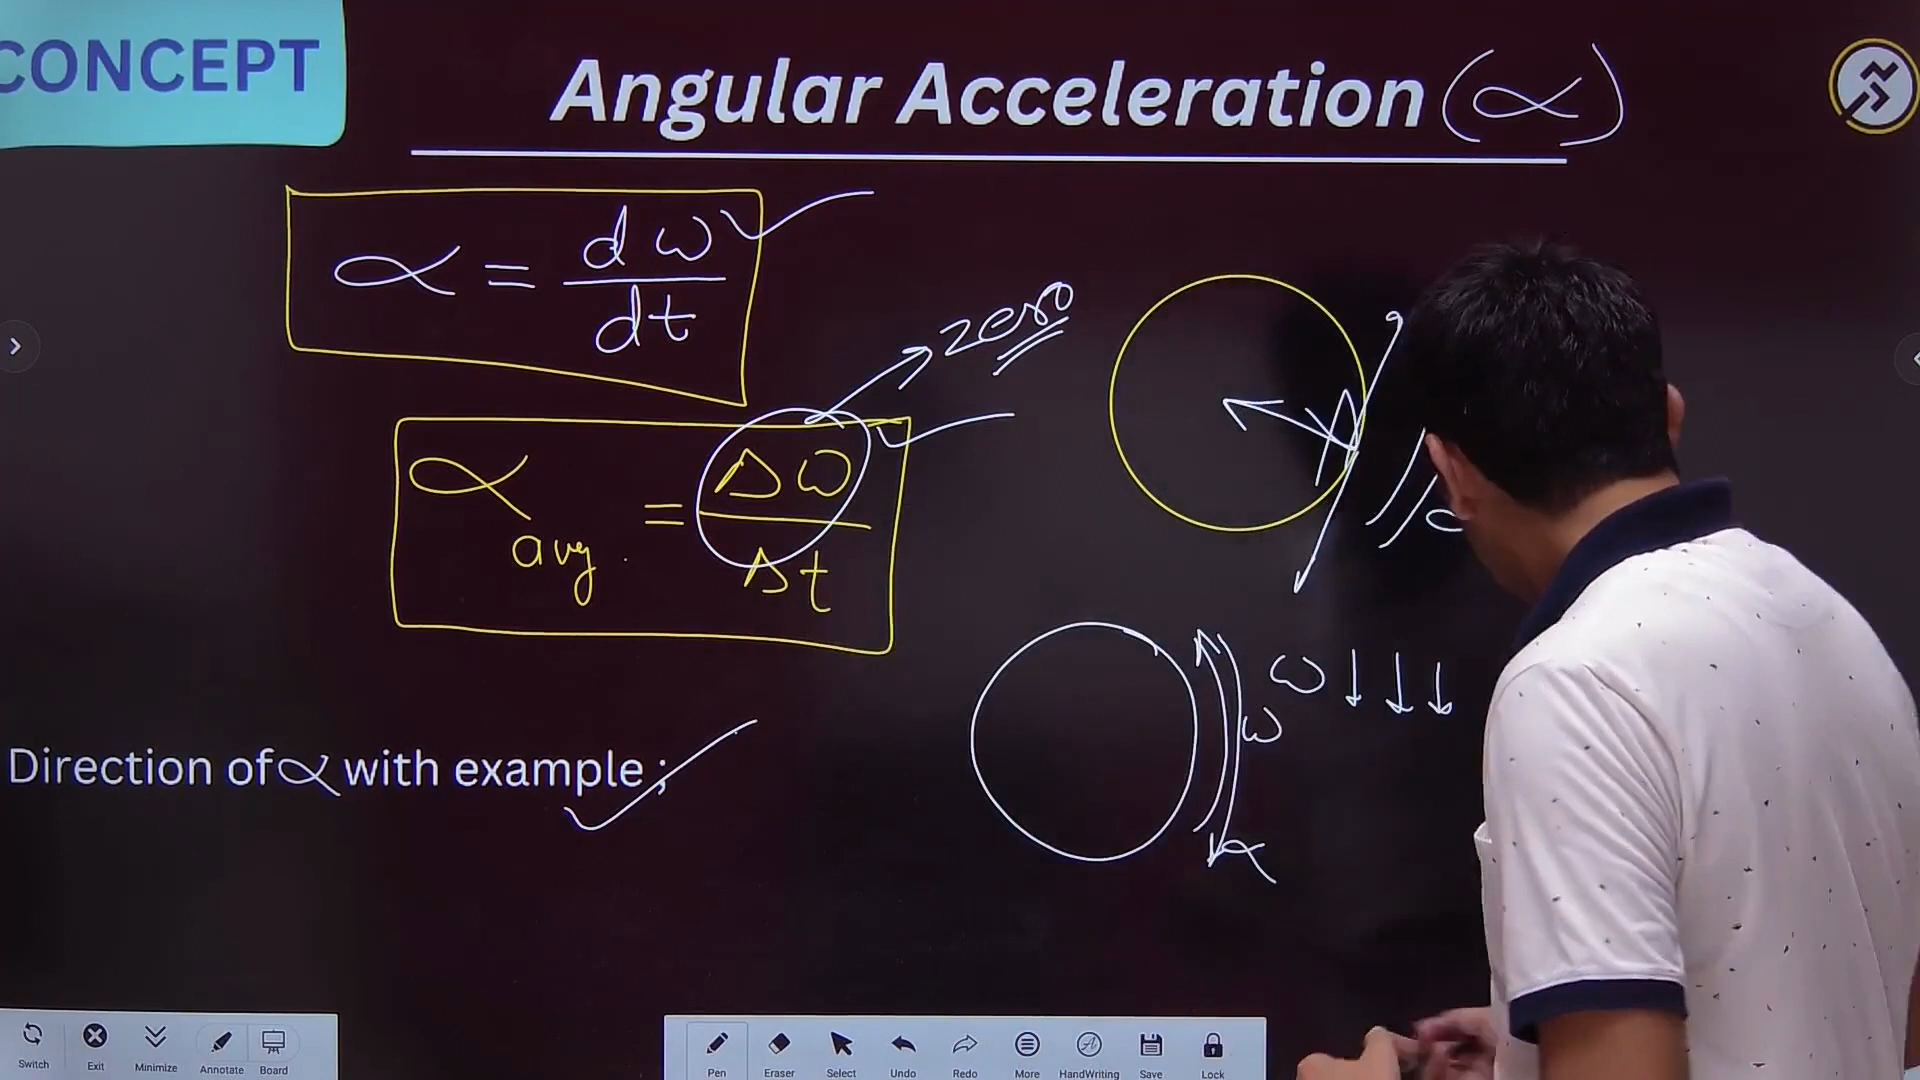 CONCEPT
Angular Acceleration (α)
α = dω/dt
zero
α avg. = Δω/Δt
ω ↓ ↓ ↓
ω
α
Direction of α with example ;
Switch Exit Minimize Annotate Board
Pen Eraser Select Undo Redo More HandWriting Save Lock